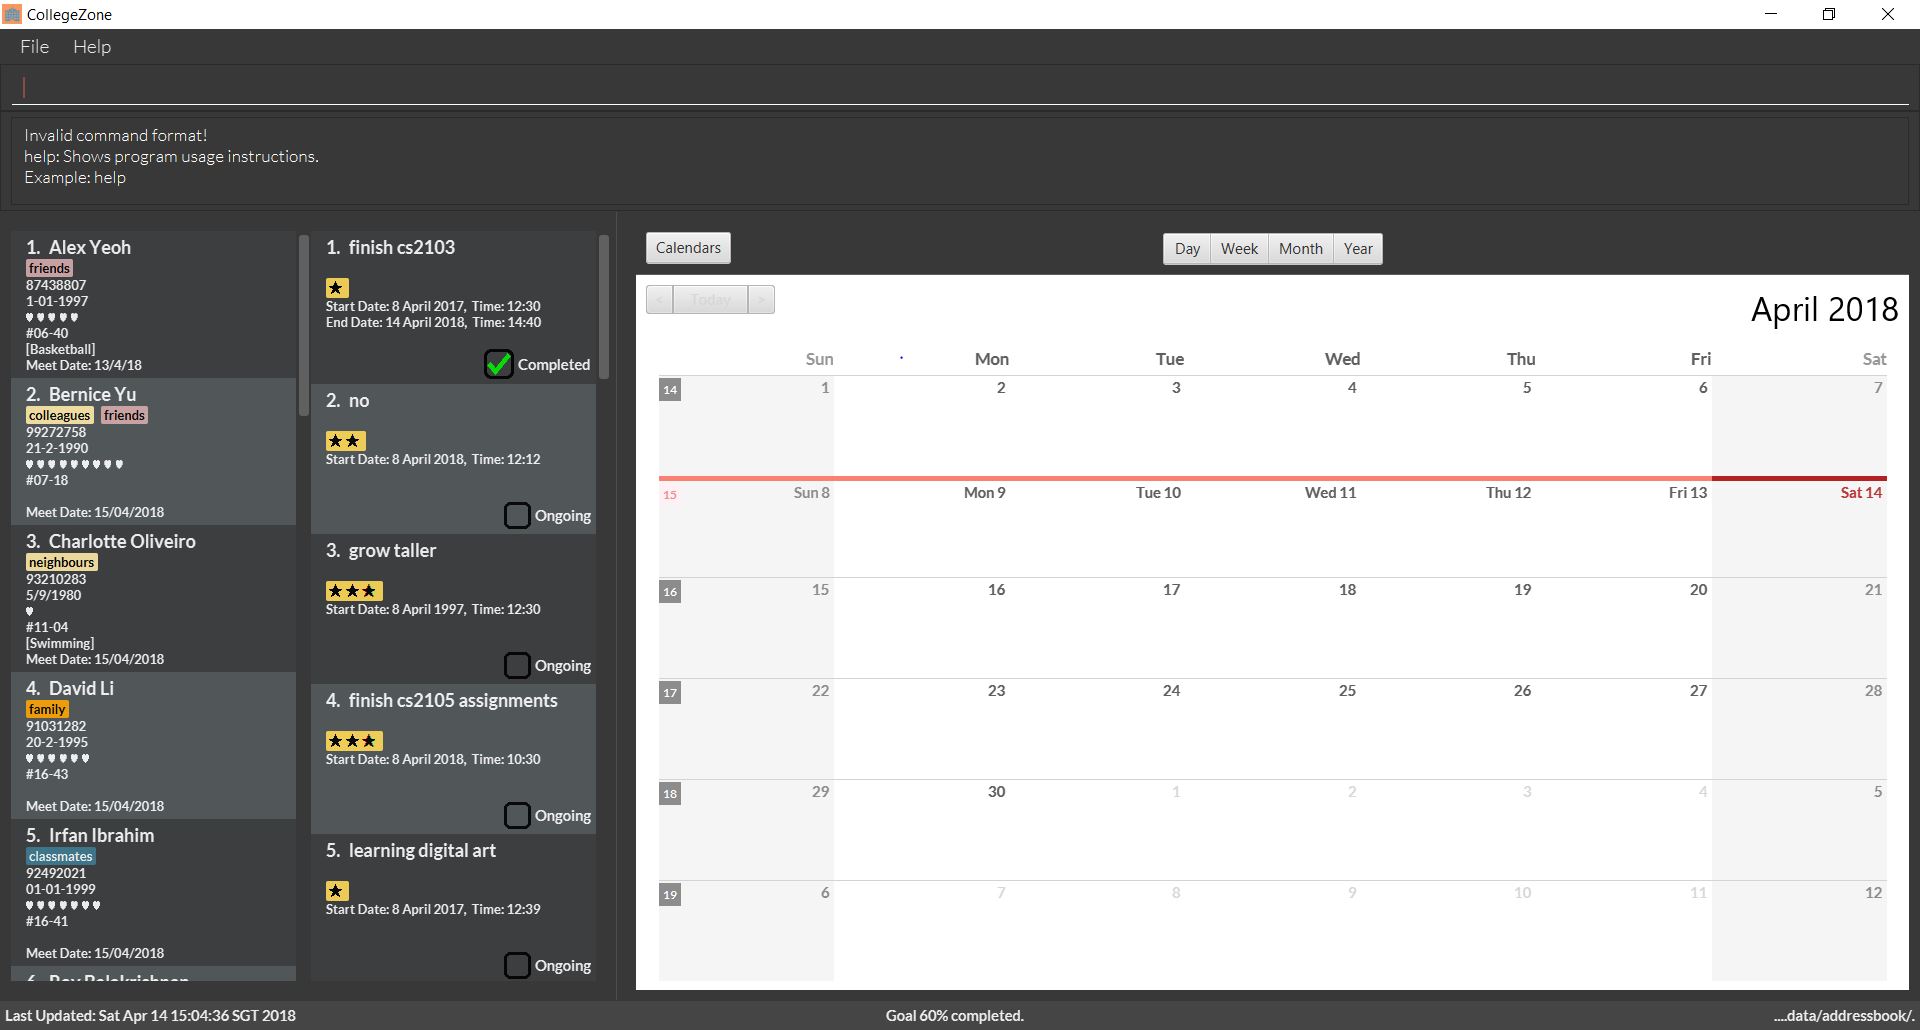 CollegeZone
File Help
Invalid command format!
help: Shows program usage instructions.
Example: help
1. Alex Yeoh
friends
87438807
1-01-1997
#06-40
[Basketball]
Meet Date: 13/4/18
2. Bernice Yu
colleagues friends
99272758
21-2-1990
#07-18
Meet Date: 15/04/2018
3. Charlotte Oliveiro
neighbours
93210283
5/9/1980
#11-04
[Swimming]
Meet Date: 15/04/2018
4. David Li
family
91031282
20-2-1995
#16-43
Meet Date: 15/04/2018
5. Irfan Ibrahim
classmates
92492021
01-01-1999
#16-41
Meet Date: 15/04/2018
1. finish cs2103
Start Date: 8 April 2017, Time: 12:30
End Date: 14 April 2018, Time: 14:40
Completed
2. no
Start Date: 8 April 2018, Time: 12:12
Ongoing
3. grow taller
Start Date: 8 April 1997, Time: 12:30
Ongoing
4. finish cs2105 assignments
Start Date: 8 April 2018, Time: 10:30
Ongoing
5. learning digital art
Start Date: 8 April 2017, Time: 12:39
Ongoing
Calendars
Day Week Month Year
< Today >
April 2018
Sun Mon Tue Wed Thu Fri Sat
14 1 2 3 4 5 6 7
15 Sun 8 Mon 9 Tue 10 Wed 11 Thu 12 Fri 13 Sat 14
16 15 16 17 18 19 20 21
17 22 23 24 25 26 27 28
18 29 30 1 2 3 4 5
19 6 7 8 9 10 11 12
Last Updated: Sat Apr 14 15:04:36 SGT 2018
Goal 60% completed.
....data/addressbook/.